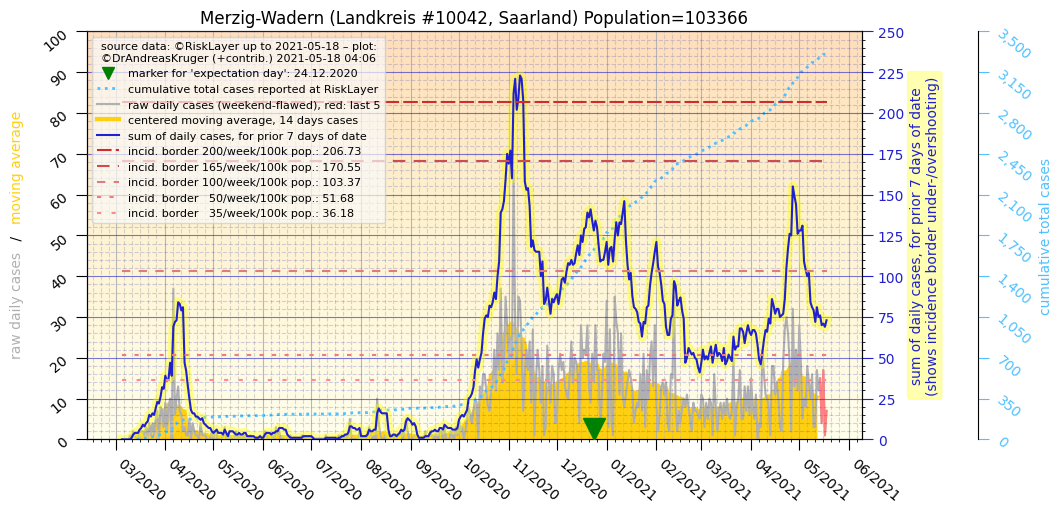 Merzig-Wadern (Landkreis #10042, Saarland) Population=103366
source data: ©RiskLayer up to 2021-05-18 – plot:
©DrAndreasKruger (+contrib.) 2021-05-18 04:06
marker for 'expectation day': 24.12.2020
cumulative total cases reported at RiskLayer
raw daily cases (weekend-flawed), red: last 5
centered moving average, 14 days cases
sum of daily cases, for prior 7 days of date
incid. border 200/week/100k pop.: 206.73
incid. border 165/week/100k pop.: 170.55
incid. border 100/week/100k pop.: 103.37
incid. border 50/week/100k pop.: 51.68
incid. border 35/week/100k pop.: 36.18
raw daily cases / moving average
100
90
80
70
60
50
40
30
20
10
0
03/2020
04/2020
05/2020
06/2020
07/2020
08/2020
09/2020
10/2020
11/2020
12/2020
01/2021
02/2021
03/2021
04/2021
05/2021
06/2021
250
225
200
175
150
125
100
75
50
25
0
sum of daily cases, for prior 7 days of date
(shows incidence border under-/overshooting)
3,500
3,150
2,800
2,450
2,100
1,750
1,400
1,050
700
350
0
cumulative total cases